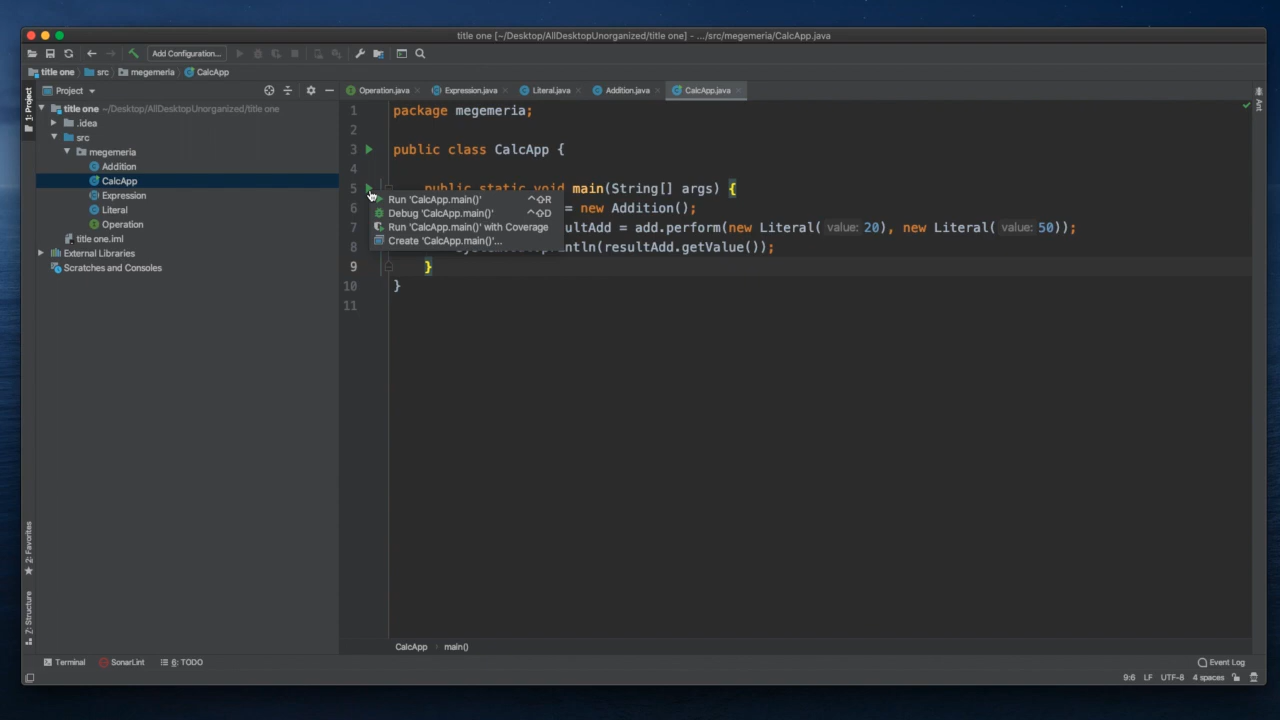 title one [~/Desktop/AllDesktopUnorganized/title one] - .../src/megemeria/CalcApp.java
Add Configuration...
title one src megemeria CalcApp
1: Project
Project
Operation.java Expression.java Literal.java Addition.java CalcApp.java
Ant
title one ~/Desktop/AllDesktopUnorganized/title one
.idea
src
megemeria
Addition
CalcApp
Expression
Literal
Operation
title one.iml
External Libraries
Scratches and Consoles
1 package megemeria;
2
3 public class CalcApp {
4
5 public static void main(String[] args) {
6 = new Addition();
7 ultAdd = add.perform(new Literal( value: 20), new Literal( value: 50));
8 println(resultAdd.getValue());
9 }
10 }
11
Run 'CalcApp.main()' ^⇧R
Debug 'CalcApp.main()' ^⇧D
Run 'CalcApp.main()' with Coverage
Create 'CalcApp.main()'...
2: Favorites
7: Structure
CalcApp › main()
Terminal SonarLint 6: TODO Event Log
9:6 LF UTF-8 4 spaces